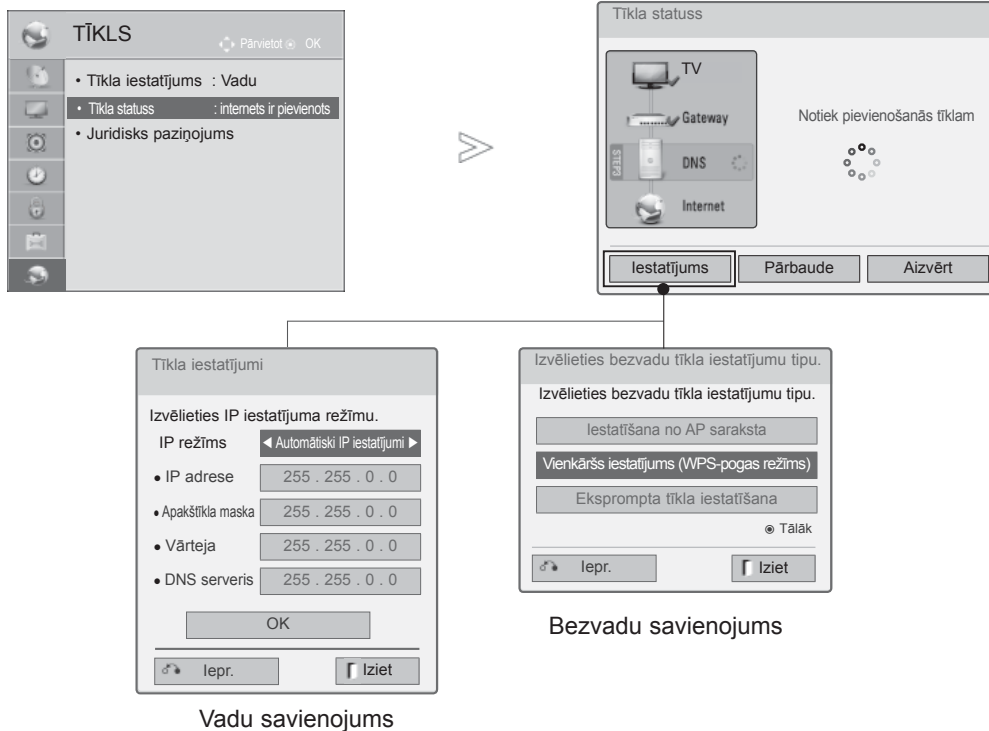 TĪKLS
Pārvietot OK
• Tīkla iestatījums : Vadu
• Tīkla statuss : internets ir pievienots
• Juridisks paziņojums
Tīkla statuss
TV
Gateway
STEP3
DNS
Internet
Notiek pievienošanās tīklam
Iestatījums
Pārbaude
Aizvērt
Tīkla iestatījumi
Izvēlieties IP iestatījuma režīmu.
IP režīms ◀ Automātiski IP iestatījumi ▶
• IP adrese 255 . 255 . 0 . 0
• Apakštīkla maska 255 . 255 . 0 . 0
• Vārteja 255 . 255 . 0 . 0
• DNS serveris 255 . 255 . 0 . 0
OK
Iepr.
Iziet
Vadu savienojums
Izvēlieties bezvadu tīkla iestatījumu tipu.
Izvēlieties bezvadu tīkla iestatījumu tipu.
Iestatīšana no AP saraksta
Vienkāršs iestatījums (WPS-pogas režīms)
Eksprompta tīkla iestatīšana
◉ Tālāk
Iepr.
Iziet
Bezvadu savienojums